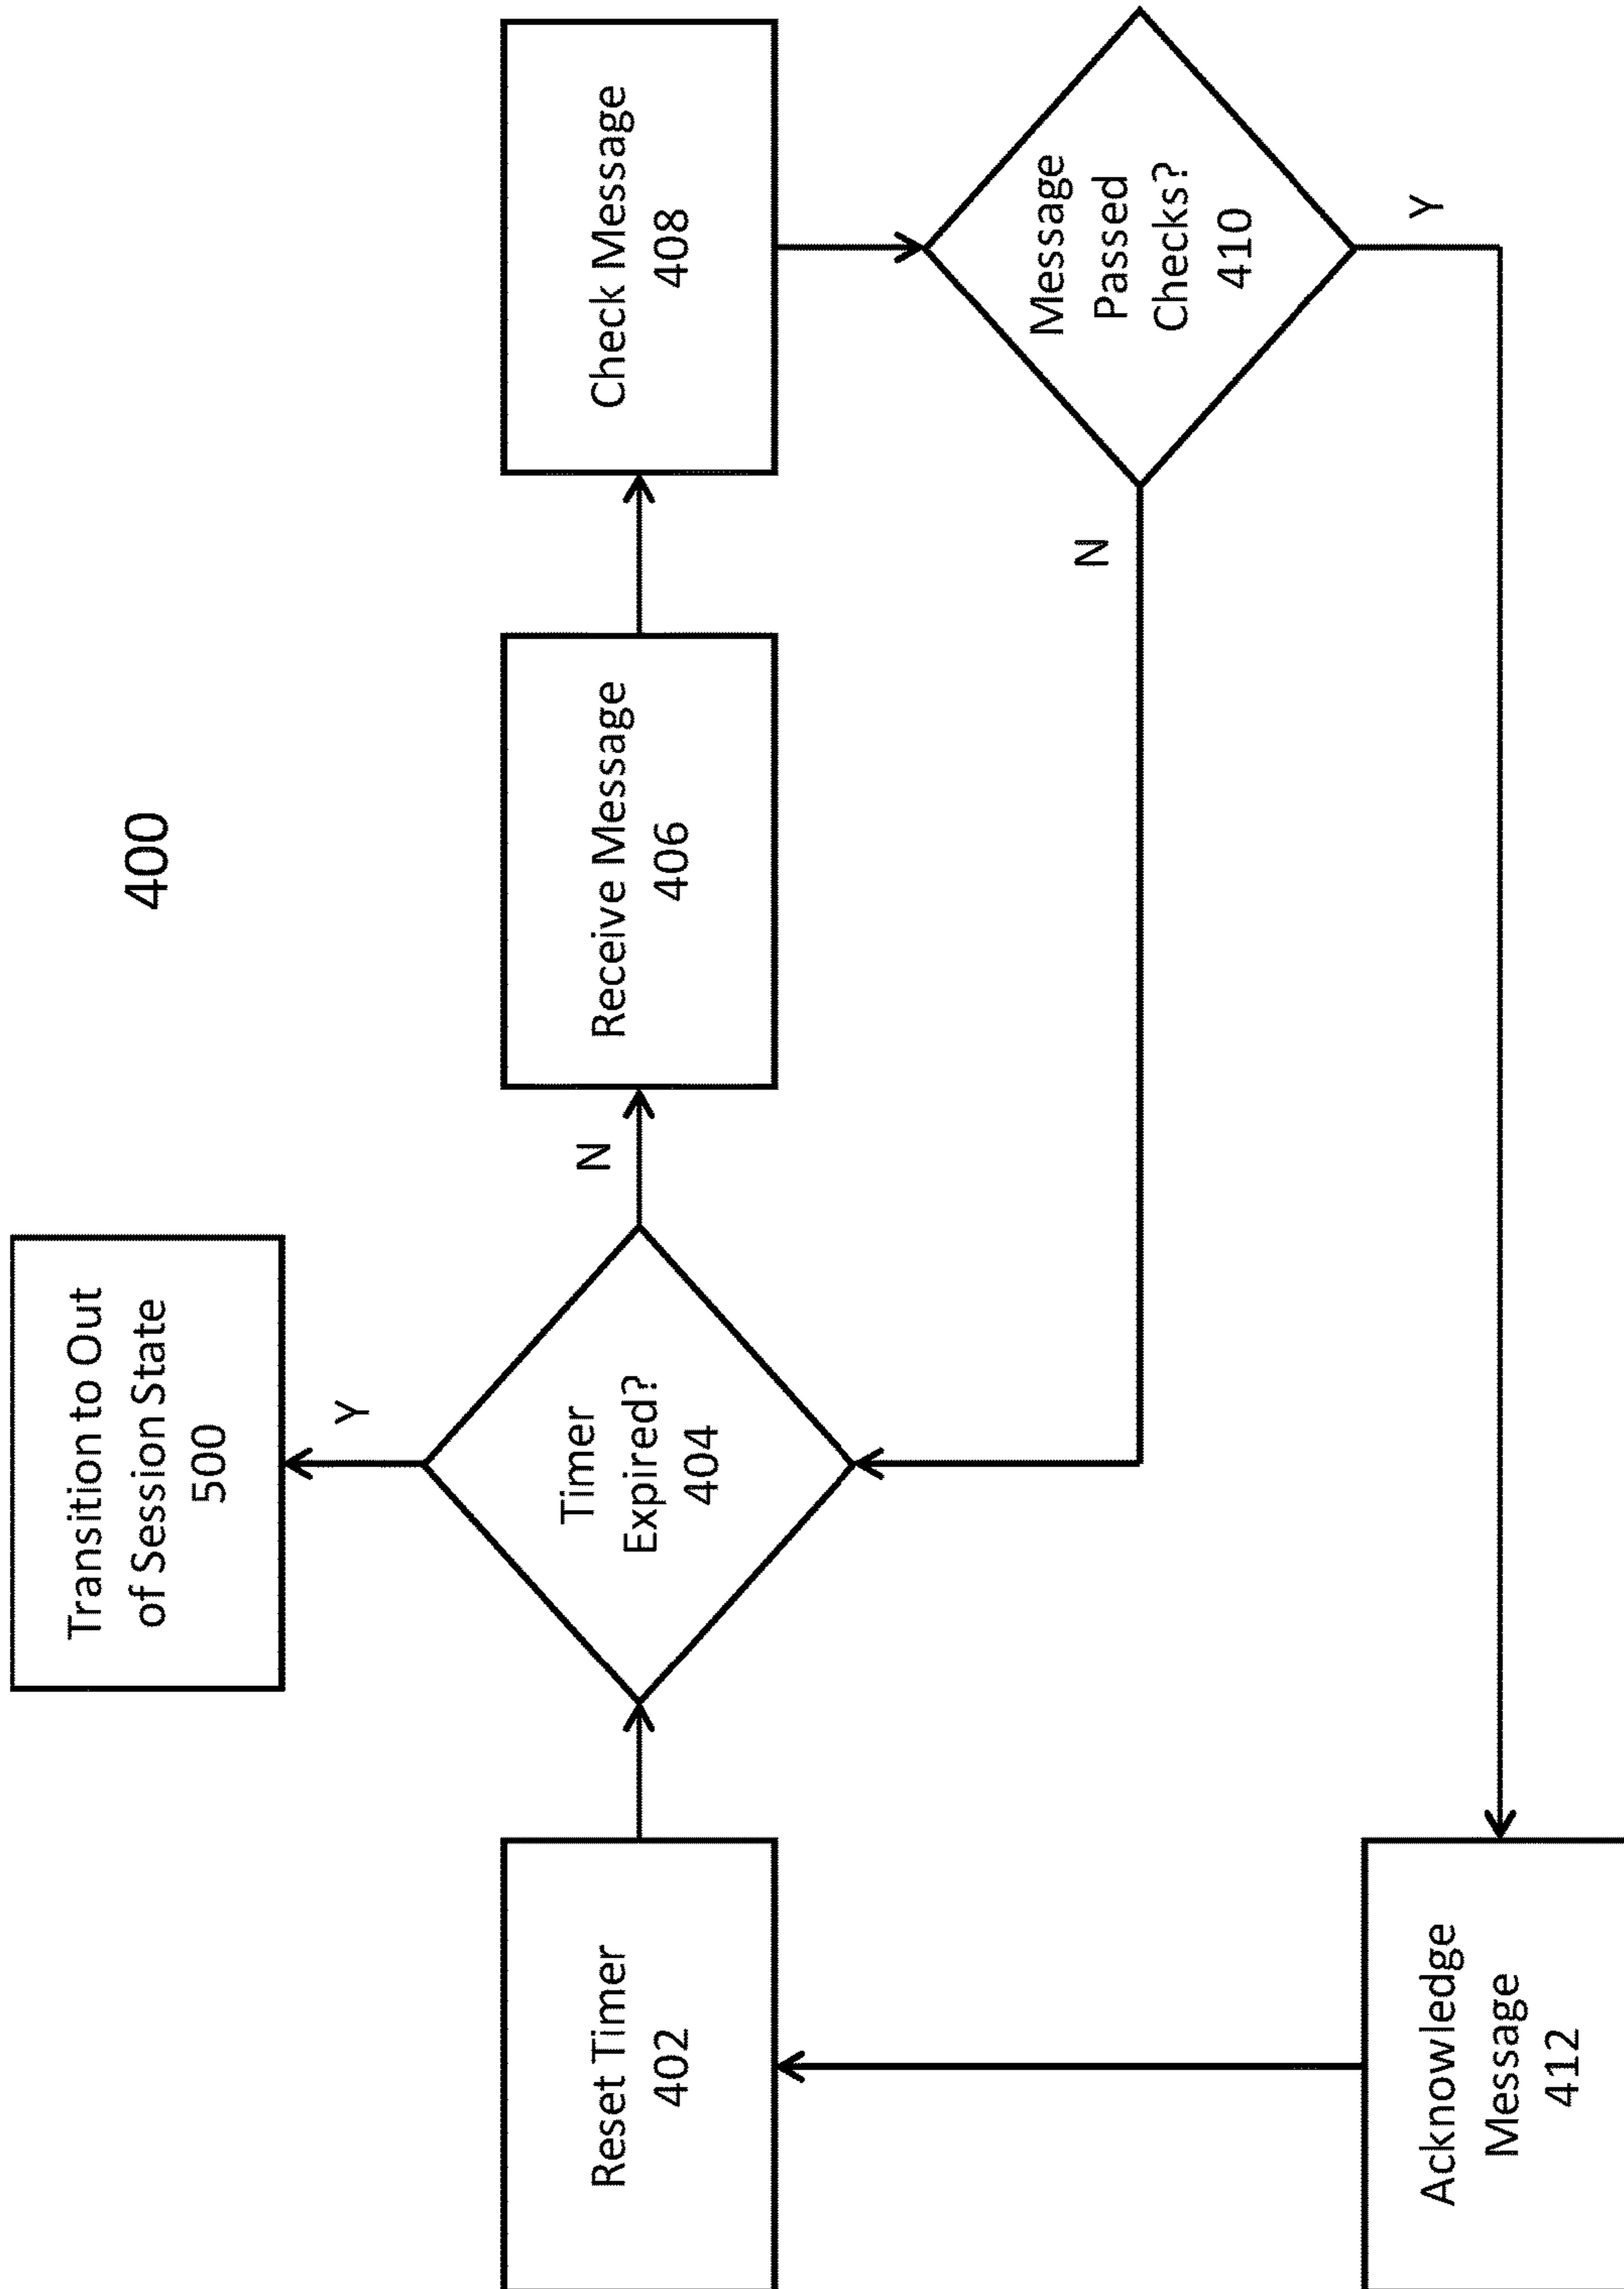 400
Transition to Out
of Session State
500
Y
Reset Timer
402
Timer
Expired?
404
N
Receive Message
406
Check Message
408
N
Message
Passed
Checks?
410
Y
Acknowledge
Message
412